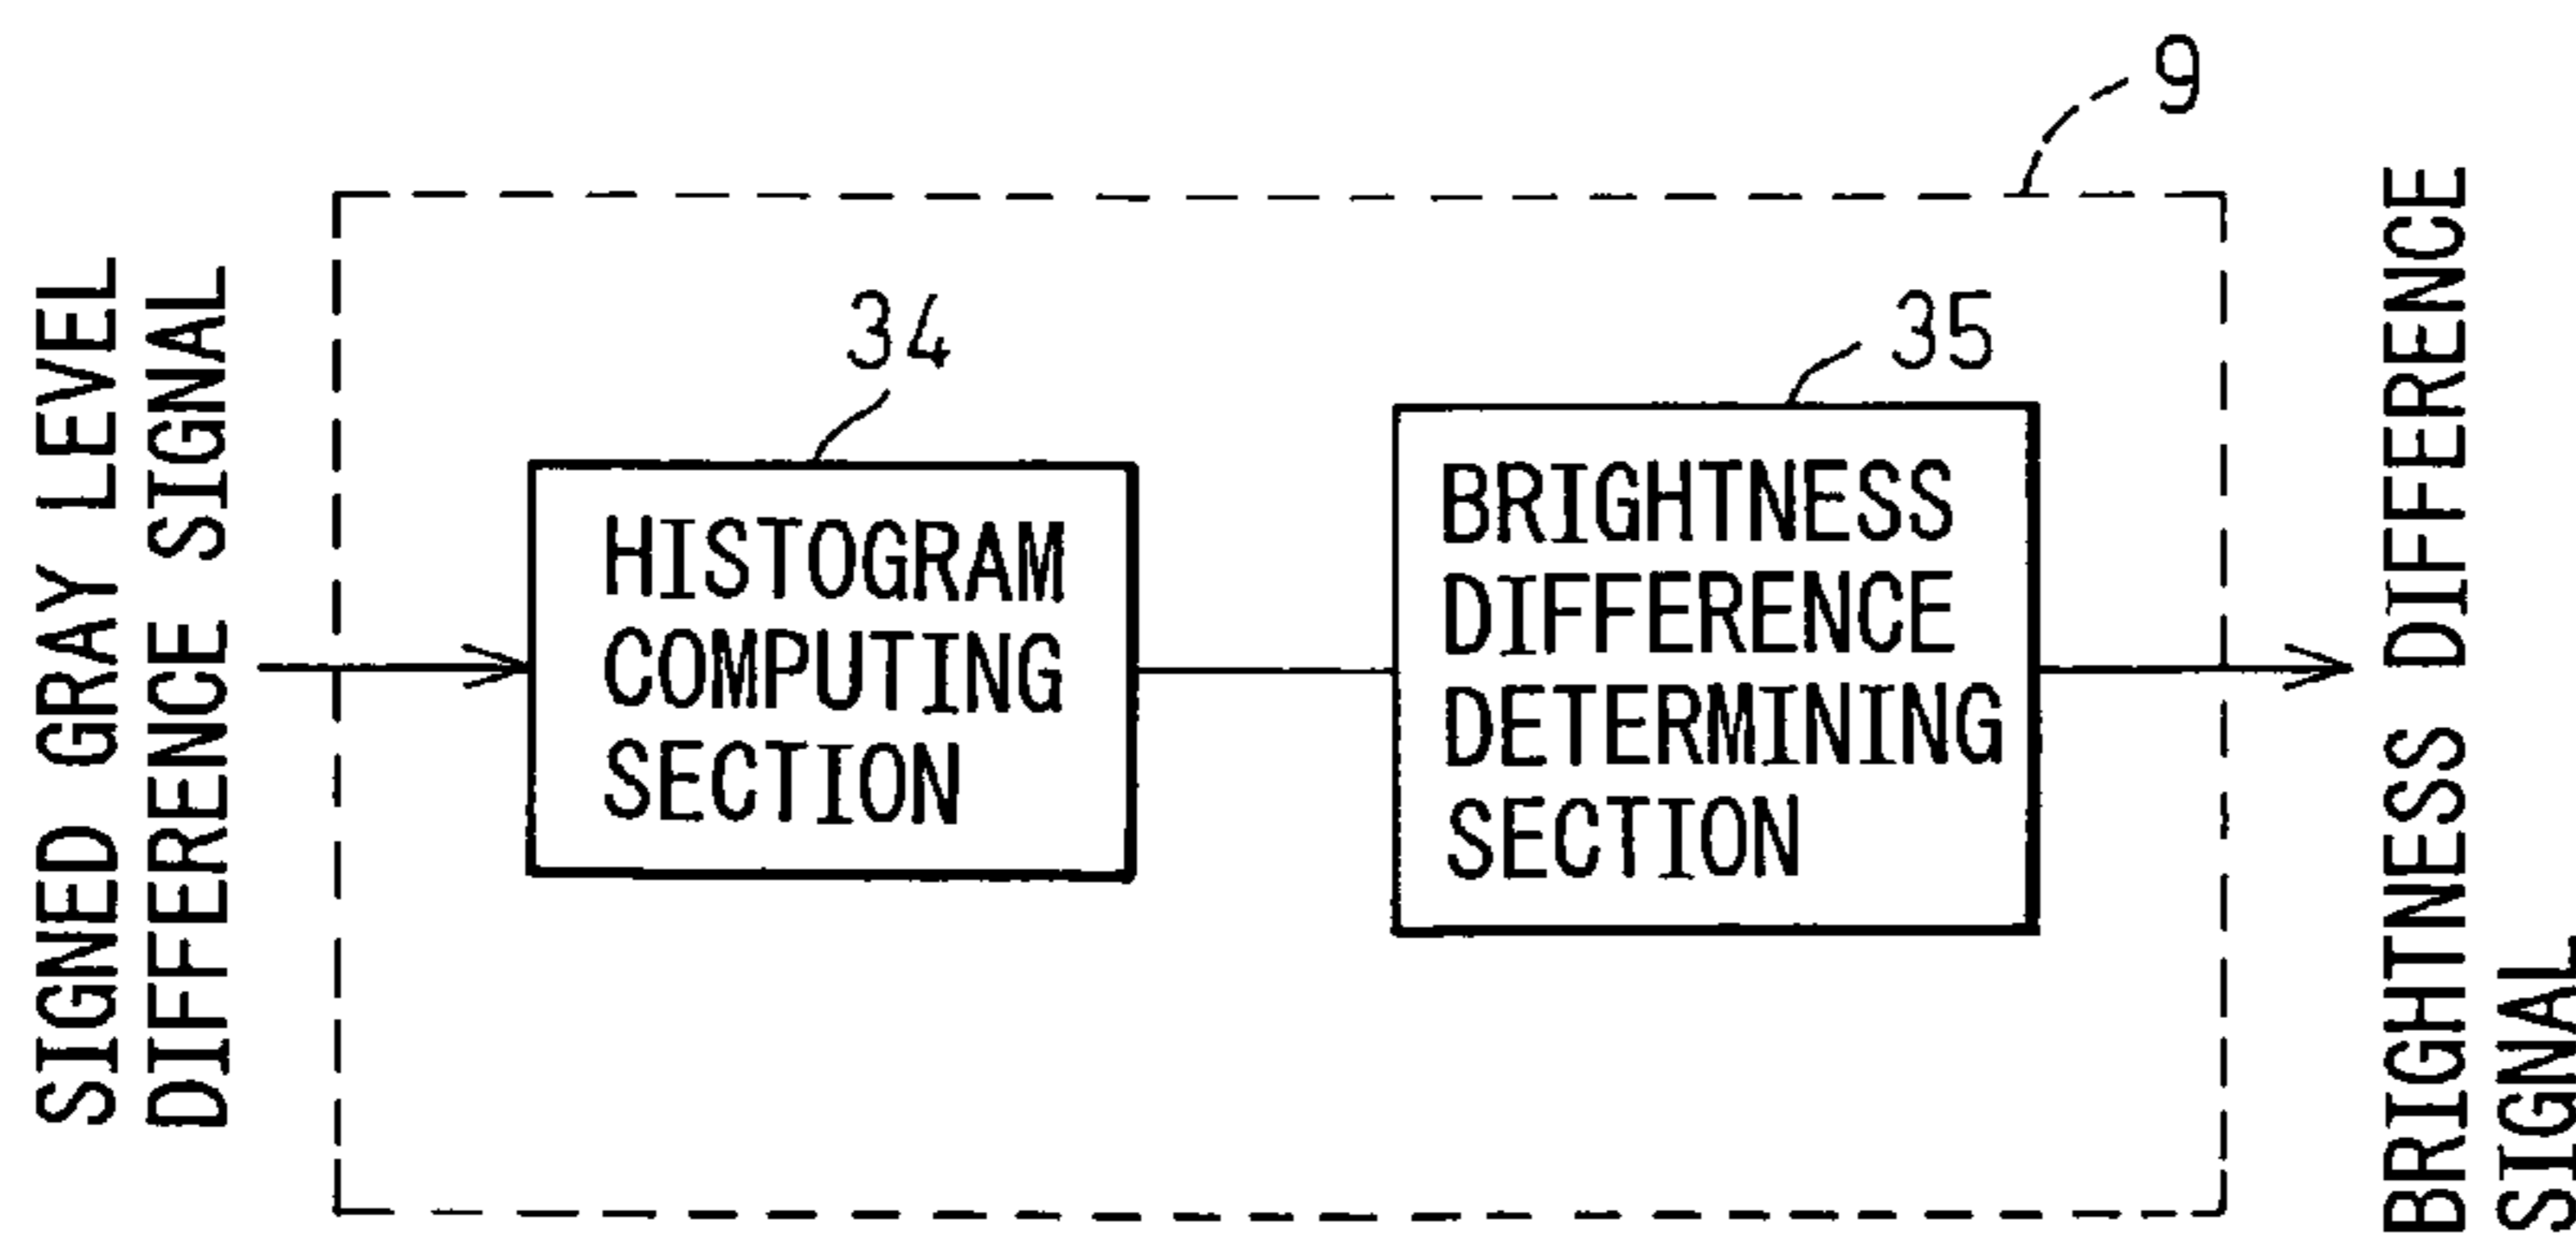 9
SIGNED GRAY LEVEL
DIFFERENCE SIGNAL
34
HISTOGRAM
COMPUTING
SECTION
35
BRIGHTNESS
DIFFERENCE
DETERMINING
SECTION
BRIGHTNESS DIFFERENCE
SIGNAL